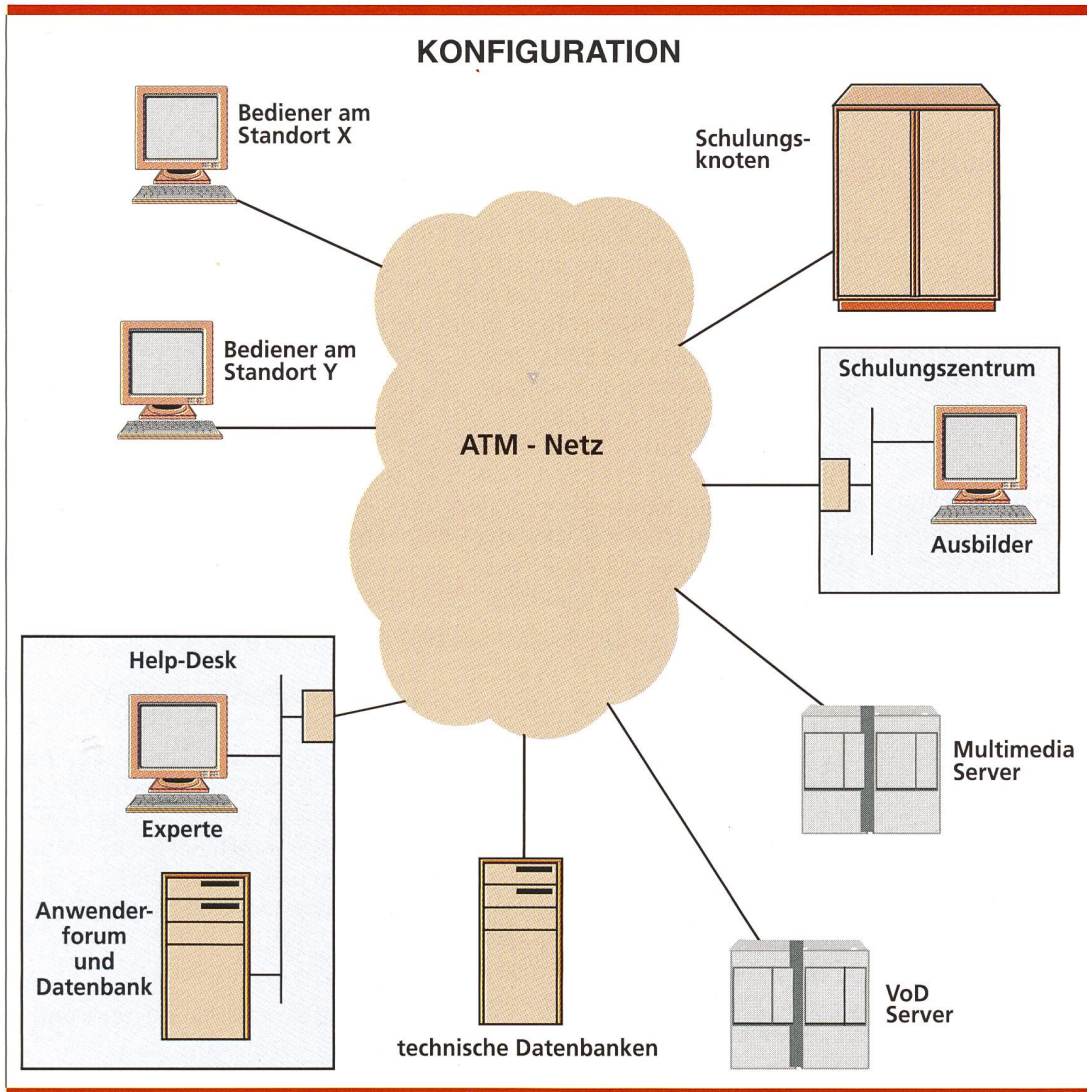 KONFIGURATION
Bediener am
Standort X
Schulungs-
knoten
Bediener am
Standort Y
Schulungszentrum
ATM - Netz
Ausbilder
Help-Desk
Experte
Multimedia
Server
Anwender-
forum
und
Datenbank
VoD
Server
technische Datenbanken